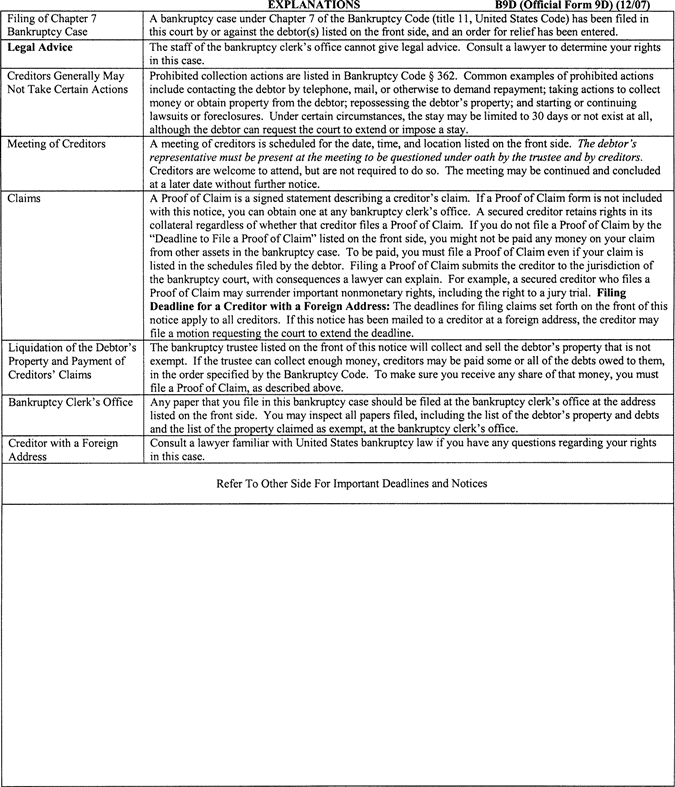 EXPLANATIONS B9D (Official Form 9D) (12/07)
Filing of Chapter 7
Bankruptcy Case
A bankruptcy case under Chapter 7 of the Bankruptcy Code (title 11, United States Code) has been filed in
this court by or against the debtor(s) listed on the front side, and an order for relief has been entered.
Legal Advice
The staff of the bankruptcy clerk's office cannot give legal advice. Consult a lawyer to determine your rights
in this case.
Creditors Generally May
Not Take Certain Actions
Prohibited collection actions are listed in Bankruptcy Code § 362. Common examples of prohibited actions
include contacting the debtor by telephone, mail, or otherwise to demand repayment; taking actions to collect
money or obtain property from the debtor; repossessing the debtor's property; and starting or continuing
lawsuits or foreclosures. Under certain circumstances, the stay may be limited to 30 days or not exist at all,
although the debtor can request the court to extend or impose a stay.
Meeting of Creditors
A meeting of creditors is scheduled for the date, time, and location listed on the front side. The debtor's
representative must be present at the meeting to be questioned under oath by the trustee and by creditors.
Creditors are welcome to attend, but are not required to do so. The meeting may be continued and concluded
at a later date without further notice.
Claims
A Proof of Claim is a signed statement describing a creditor's claim. If a Proof of Claim form is not included
with this notice, you can obtain one at any bankruptcy clerk's office. A secured creditor retains rights in its
collateral regardless of whether that creditor files a Proof of Claim. If you do not file a Proof of Claim by the
"Deadline to File a Proof of Claim" listed on the front side, you might not be paid any money on your claim
from other assets in the bankruptcy case. To be paid, you must file a Proof of Claim even if your claim is
listed in the schedules filed by the debtor. Filing a Proof of Claim submits the creditor to the jurisdiction of
the bankruptcy court, with consequences a lawyer can explain. For example, a secured creditor who files a
Proof of Claim may surrender important nonmonetary rights, including the right to a jury trial. Filing
Deadline for a Creditor with a Foreign Address: The deadlines for filing claims set forth on the front of this
notice apply to all creditors. If this notice has been mailed to a creditor at a foreign address, the creditor may
file a motion requesting the court to extend the deadline.
Liquidation of the Debtor's
Property and Payment of
Creditors' Claims
The bankruptcy trustee listed on the front of this notice will collect and sell the debtor's property that is not
exempt. If the trustee can collect enough money, creditors may be paid some or all of the debts owed to them,
in the order specified by the Bankruptcy Code. To make sure you receive any share of that money, you must
file a Proof of Claim, as described above.
Bankruptcy Clerk's Office
Any paper that you file in this bankruptcy case should be filed at the bankruptcy clerk's office at the address
listed on the front side. You may inspect all papers filed, including the list of the debtor's property and debts
and the list of the property claimed as exempt, at the bankruptcy clerk's office.
Creditor with a Foreign
Address
Consult a lawyer familiar with United States bankruptcy law if you have any questions regarding your rights
in this case.
Refer To Other Side For Important Deadlines and Notices